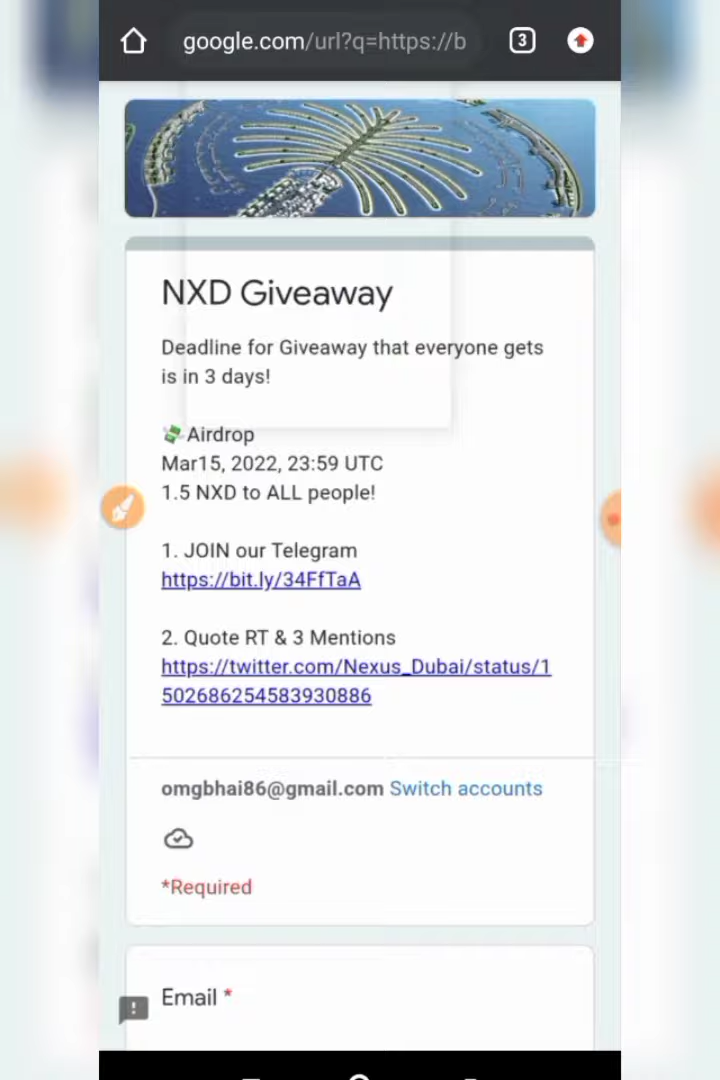 google.com/url?q=https://b
3
NXD Giveaway
Deadline for Giveaway that everyone gets
is in 3 days!
💸Airdrop
Mar15, 2022, 23:59 UTC
1.5 NXD to ALL people!
1. JOIN our Telegram
https://bit.ly/34FfTaA
2. Quote RT & 3 Mentions
https://twitter.com/Nexus_Dubai/status/1
502686254583930886
omgbhai86@gmail.com Switch accounts
*Required
Email *